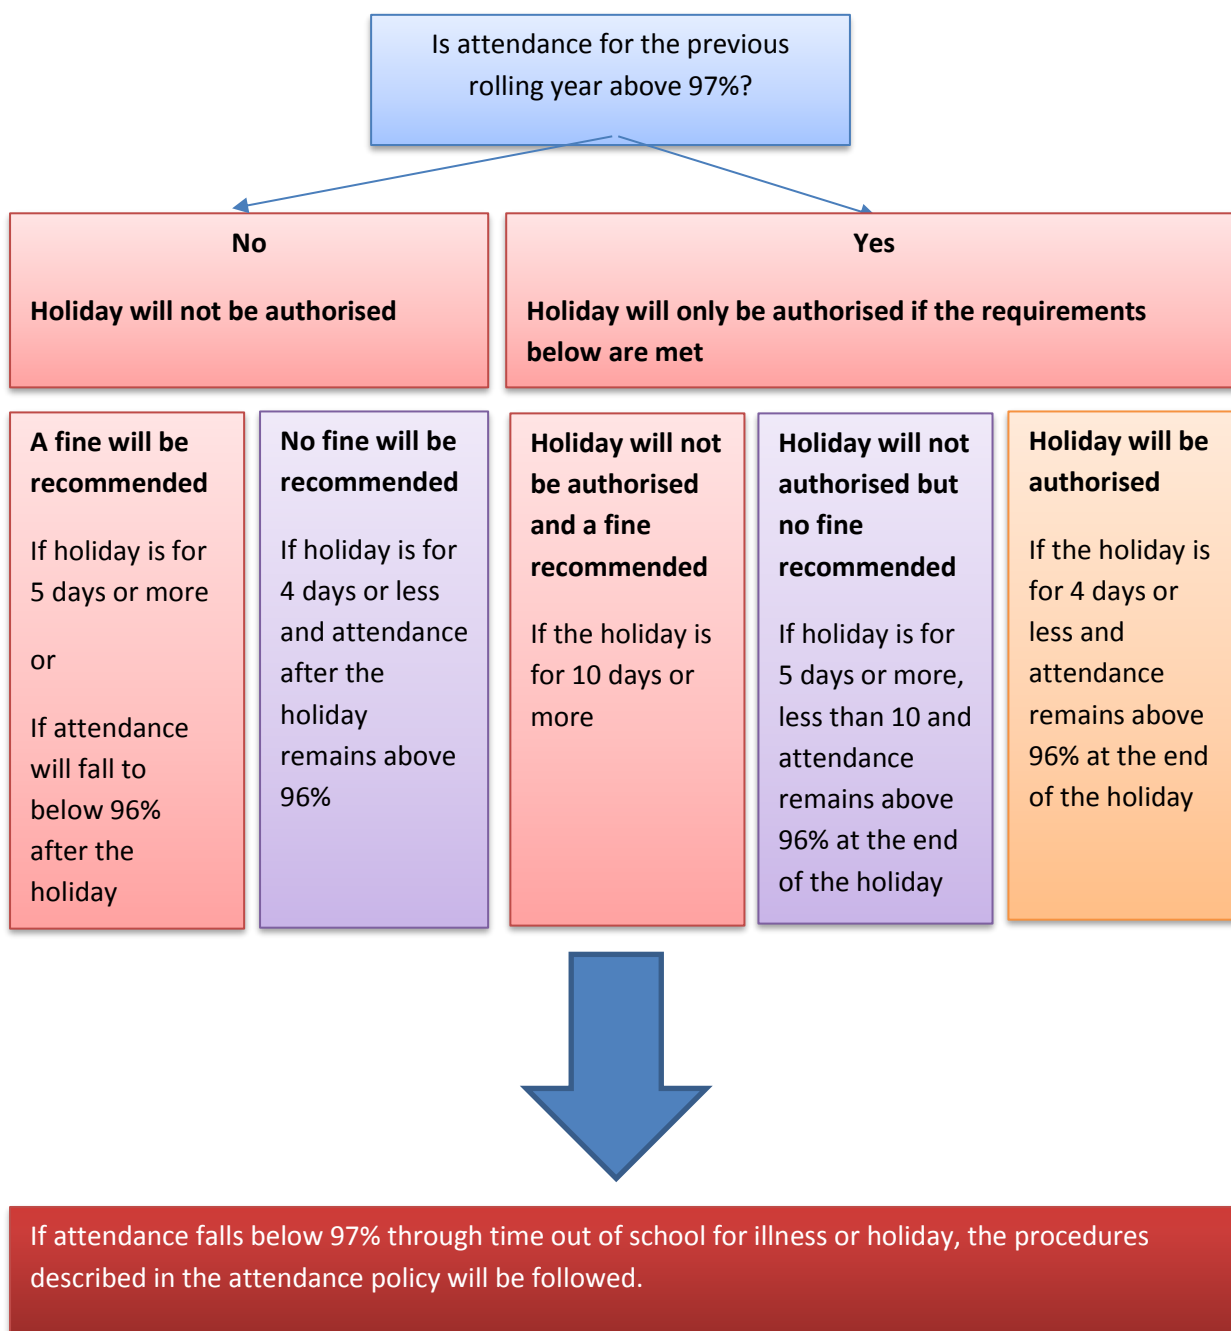 Is attendance for the previous
rolling year above 97%?
No
Holiday will not be authorised
Yes
Holiday will only be authorised if the requirements
below are met
A fine will be
recommended
If holiday is for
5 days or more
or
If attendance
will fall to
below 96%
after the
holiday
No fine will be
recommended
If holiday is for
4 days or less
and attendance
after the
holiday
remains above
96%
Holiday will not
be authorised
and a fine
recommended
If the holiday is
for 10 days or
more
Holiday will not
authorised but
no fine
recommended
If holiday is for
5 days or more,
less than 10 and
attendance
remains above
96% at the end
of the holiday
Holiday will be
authorised
If the holiday is
for 4 days or
less and
attendance
remains above
96% at the end
of the holiday
If attendance falls below 97% through time out of school for illness or holiday, the procedures
described in the attendance policy will be followed.